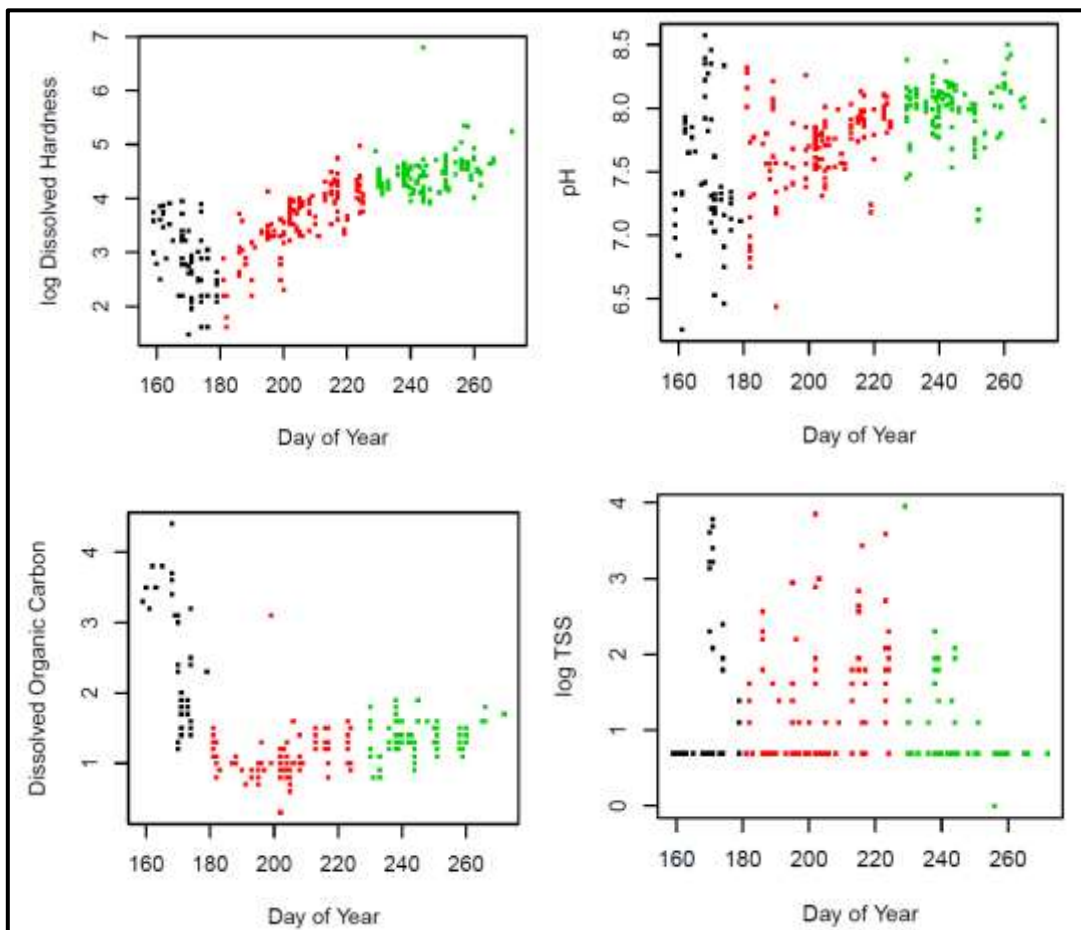 log Dissolved Hardness
7
6
5
4
3
2
160 180 200 220 240 260
Day of Year
pH
8.5
8.0
7.5
7.0
6.5
160 180 200 220 240 260
Day of Year
Dissolved Organic Carbon
4
3
2
1
160 180 200 220 240 260
Day of Year
log TSS
4
3
2
1
0
160 180 200 220 240 260
Day of Year